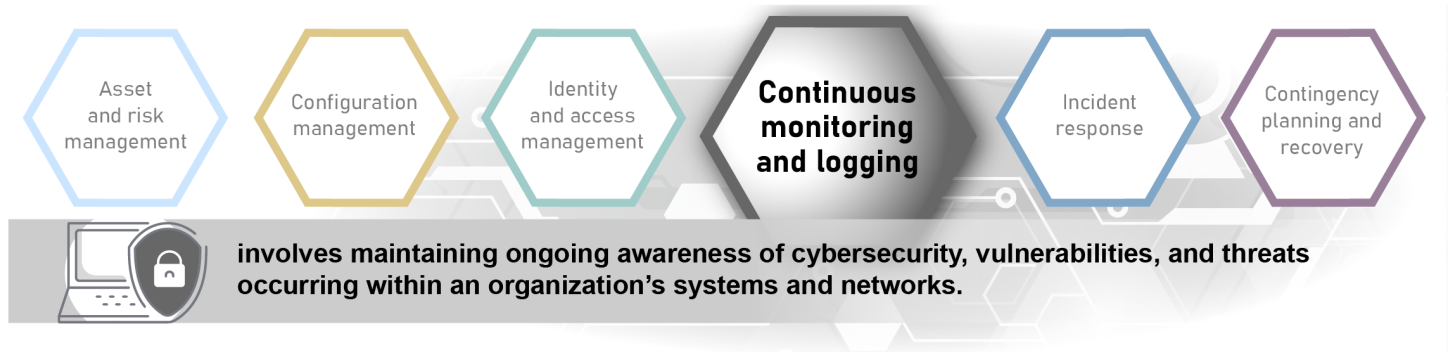 Asset
and risk
management
Configuration
management
Identity
and access
management
Continuous
monitoring
and logging
Incident
response
Contingency
planning and
recovery
involves maintaining ongoing awareness of cybersecurity, vulnerabilities, and threats
occurring within an organization’s systems and networks.